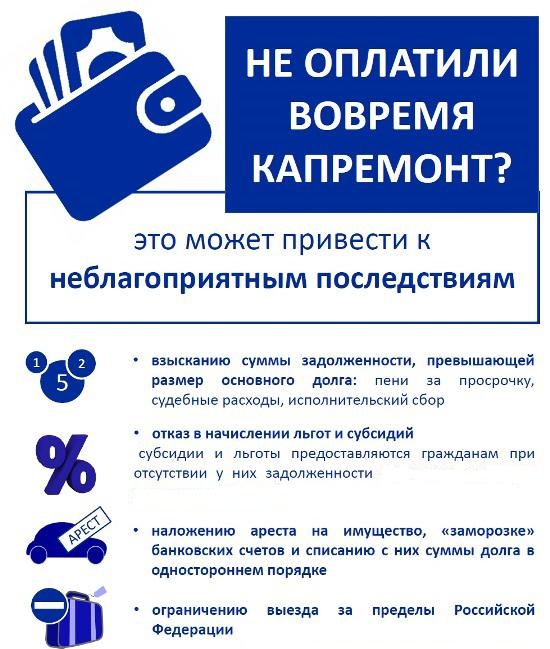 НЕ ОПЛАТИЛИ
ВОВРЕМЯ
КАПРЕМОНТ?
это может привести к
неблагоприятным последствиям
1 2
5
• взысканию суммы задолженности, превышающей
размер основного долга: пени за просрочку,
судебные расходы, исполнительский сбор
%
• отказ в начислении льгот и субсидий
субсидии и льготы предоставляются гражданам при
отсутствии у них задолженности
АРЕСТ
• наложению ареста на имущество, «заморозке»
банковских счетов и списанию с них суммы долга в
одностороннем порядке
• ограничению выезда за пределы Российской
Федерации